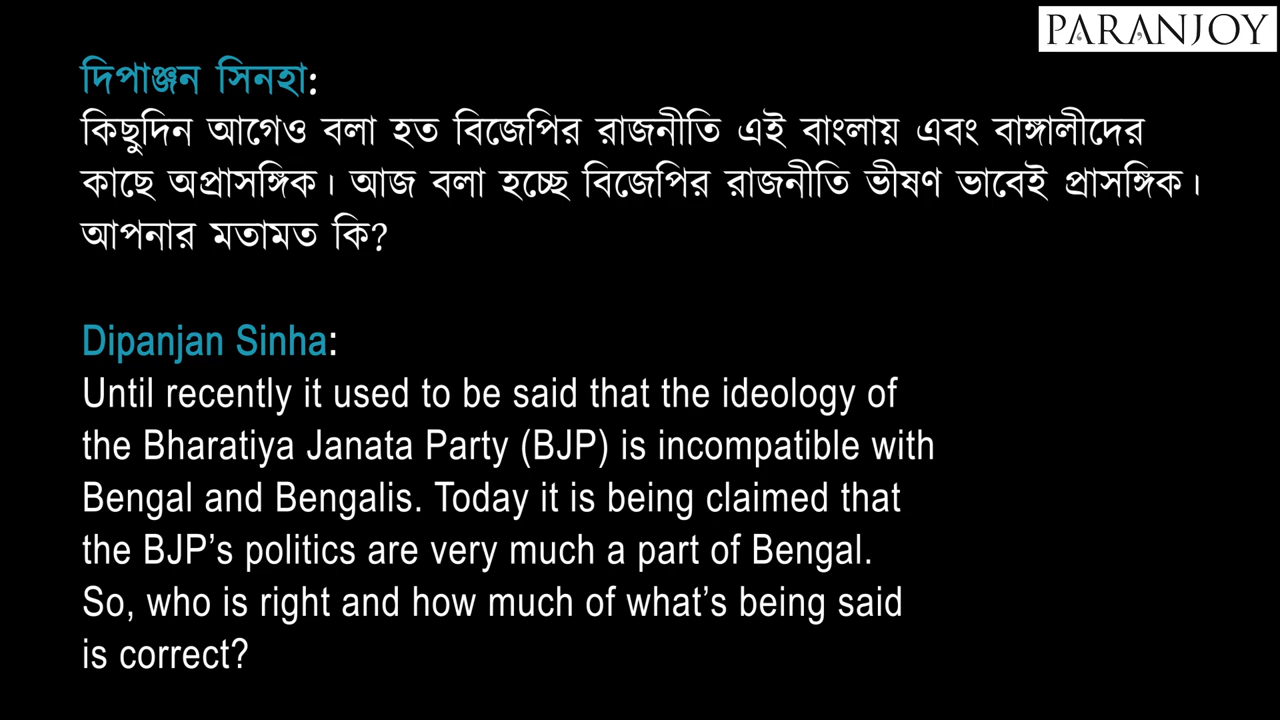 PARANJOY
দিপাঞ্জন সিনহা:
কিছুদিন আগেও বলা হত বিজেপির রাজনীতি এই বাংলায় এবং বাঙ্গালীদের
কাছে অপ্রাসঙ্গিক। আজ বলা হচ্ছে বিজেপির রাজনীতি ভীষণ ভাবেই প্রাসঙ্গিক।
আপনার মতামত কি?
Dipanjan Sinha:
Until recently it used to be said that the ideology of
the Bharatiya Janata Party (BJP) is incompatible with
Bengal and Bengalis. Today it is being claimed that
the BJP’s politics are very much a part of Bengal.
So, who is right and how much of what’s being said
is correct?